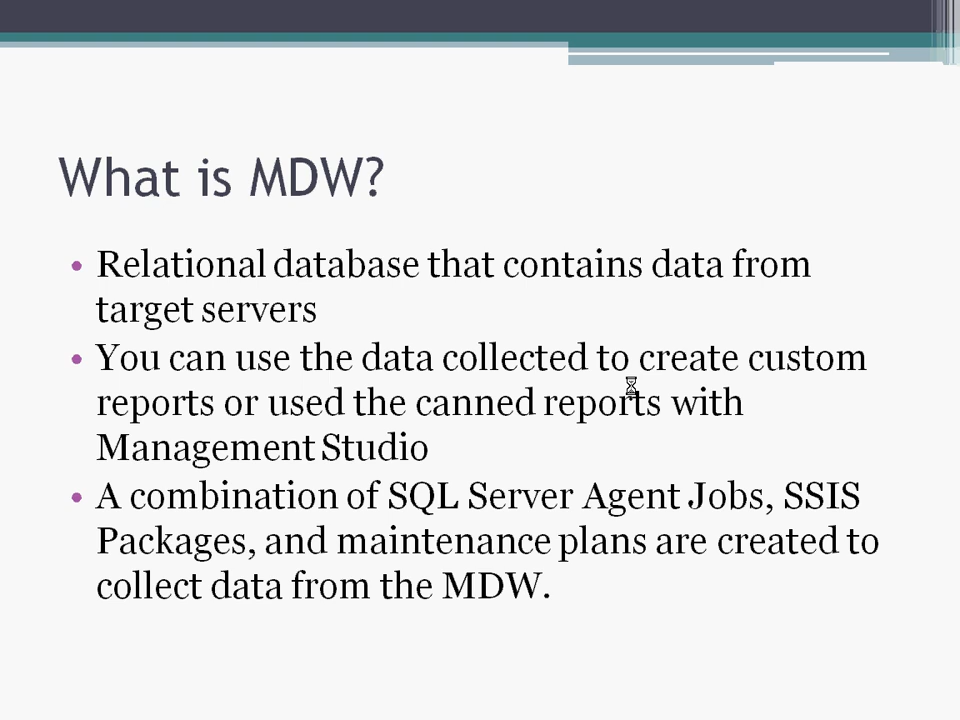 What is MDW?
• Relational database that contains data from
target servers
• You can use the data collected to create custom
reports or used the canned reports with
Management Studio
• A combination of SQL Server Agent Jobs, SSIS
Packages, and maintenance plans are created to
collect data from the MDW.